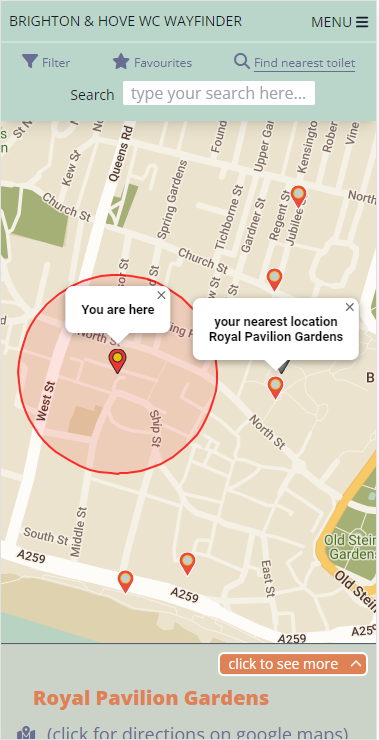 BRIGHTON & HOVE WC WAYFINDER
MENU
Filter
Favourites
Find nearest toilet
Search
type your search here...
St N
Queens Rd
Kew St
Church St
Spring Gardens
Found
Upper Gar
Kensington
Rober
Vine
Tichborne St
Gardner St
Regent St
Jubilee
North
Church St
You are here
North St
your nearest location
Royal Pavilion Gardens
West St
Ship St
North St
B
South St
Middle St
A259
A259
East St
Old Stein
Gardens
Old Stein
A259
A25
click to see more
Royal Pavilion Gardens
(click for directions on google maps)